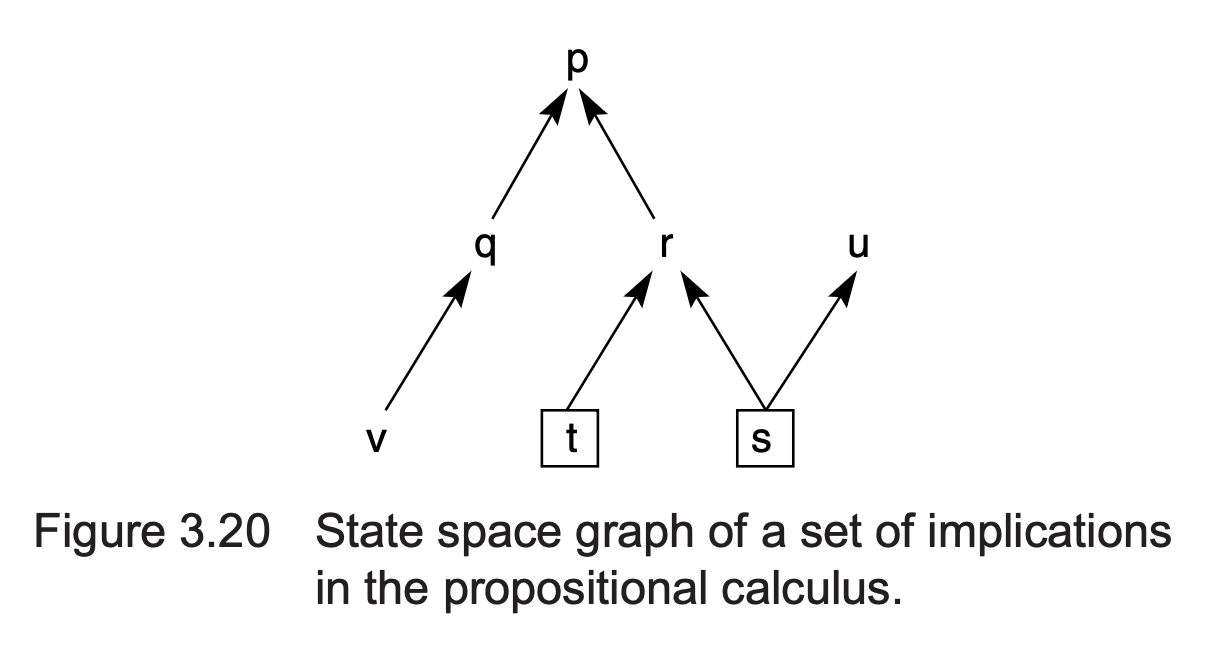 p
q r u
v t s
Figure 3.20 State space graph of a set of implications
in the propositional calculus.